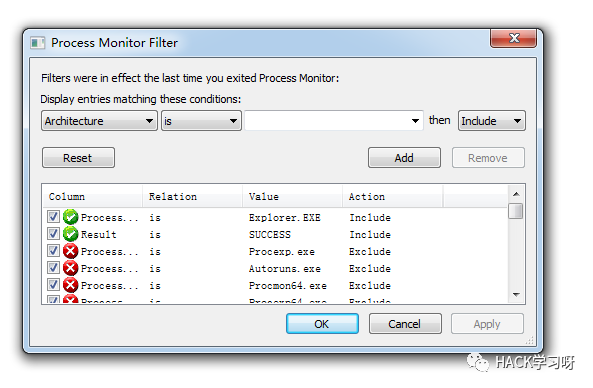 Process Monitor Filter
Filters were in effect the last time you exited Process Monitor:
Display entries matching these conditions:
Architecture is then Include
Reset Add Remove
Column Relation Value Action
Process... is Explorer.EXE Include
Result is SUCCESS Include
Process... is Procexp.exe Exclude
Process... is Autoruns.exe Exclude
Process... is Procmon64.exe Exclude
Process... is Procexp64.exe Exclude
OK Cancel Apply
HACK学习呀